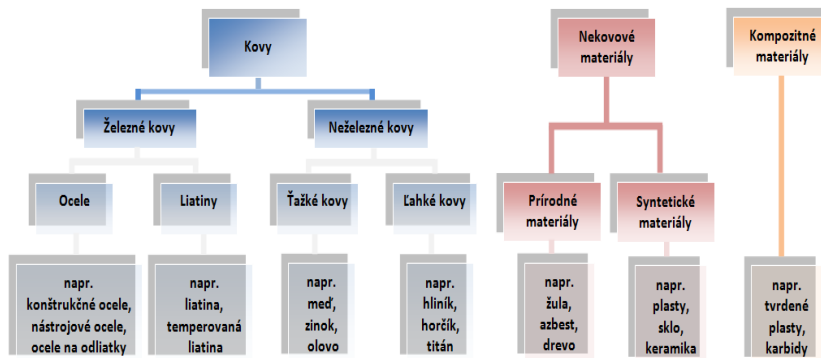 Kovy
Nekovové
materiály
Kompozitné
materiály
Železné kovy
Neželezné kovy
Ocele
Liatiny
Ťažké kovy
Ľahké kovy
Prírodné
materiály
Syntetické
materiály
napr.
konštrukčné ocele,
nástrojové ocele,
ocele na odliatky
napr.
liatina,
temperovaná
liatina
napr.
meď,
zinok,
olovo
napr.
hliník,
horčík,
titán
napr.
žula,
azbest,
drevo
napr.
plasty,
sklo,
keramika
napr.
tvrdené
plasty,
karbidy